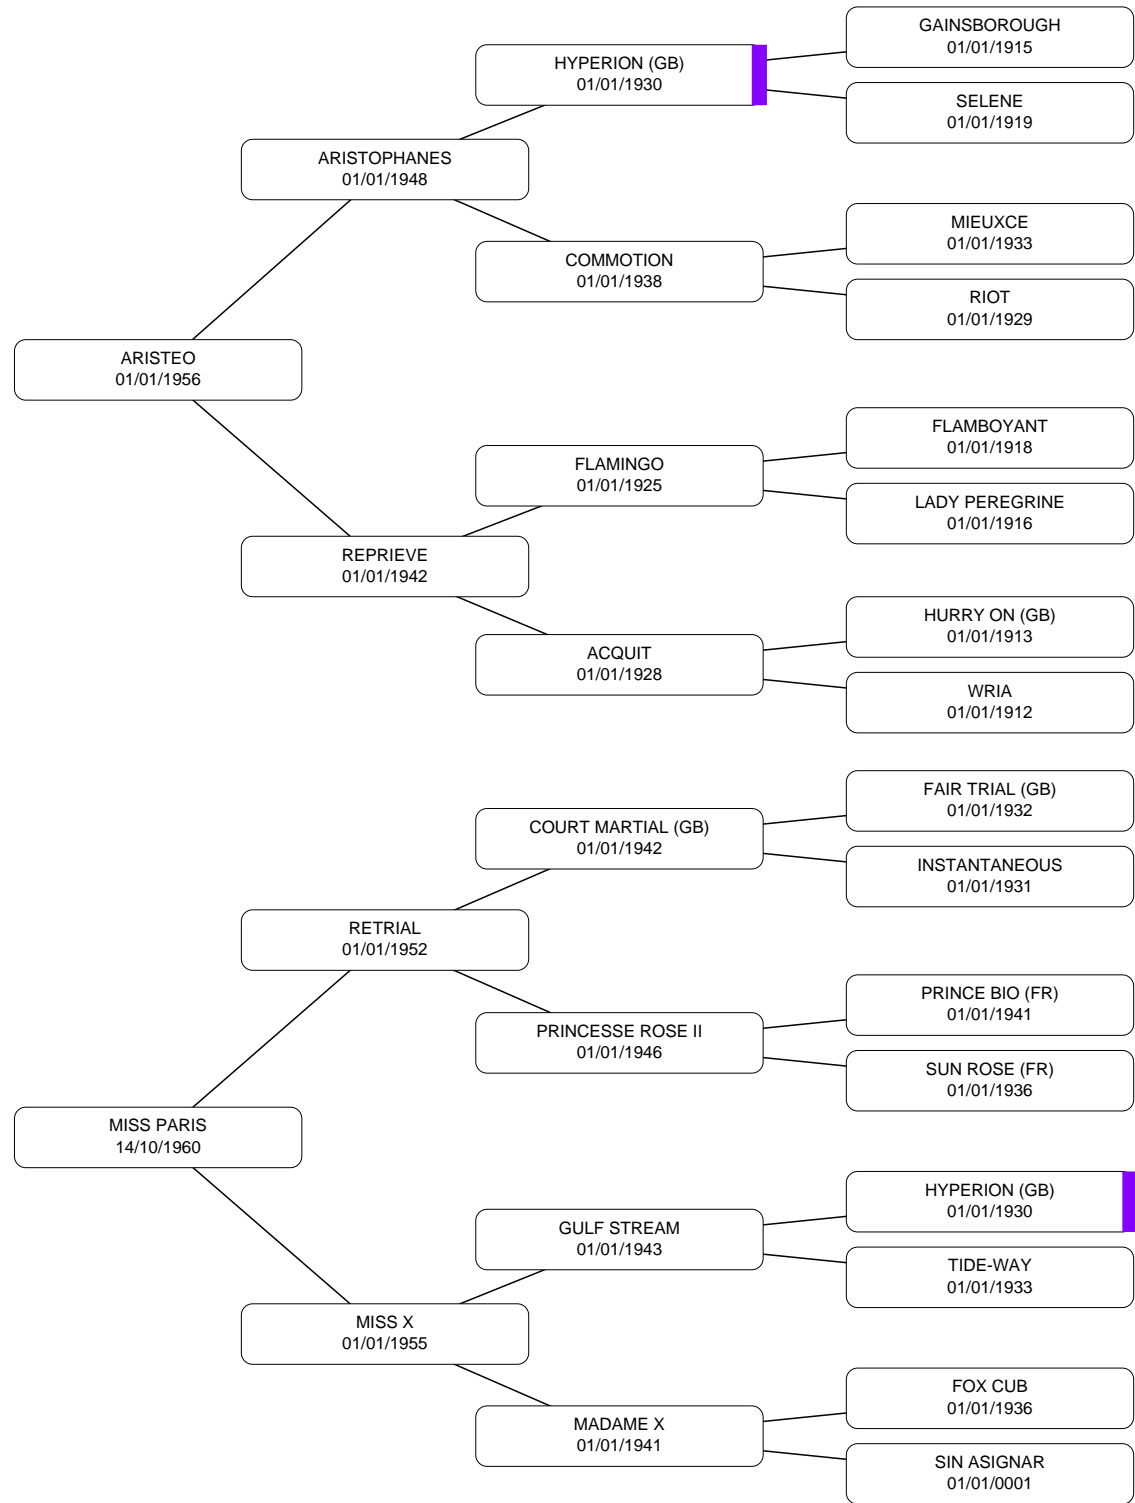 GAINSBOROUGH
01/01/1915
HYPERION (GB)
01/01/1930
SELENE
01/01/1919
ARISTOPHANES
01/01/1948
MIEUXCE
01/01/1933
COMMOTION
01/01/1938
RIOT
01/01/1929
ARISTEO
01/01/1956
FLAMBOYANT
01/01/1918
FLAMINGO
01/01/1925
LADY PEREGRINE
01/01/1916
REPRIEVE
01/01/1942
HURRY ON (GB)
01/01/1913
ACQUIT
01/01/1928
WRIA
01/01/1912
FAIR TRIAL (GB)
01/01/1932
COURT MARTIAL (GB)
01/01/1942
INSTANTANEOUS
01/01/1931
RETRIAL
01/01/1952
PRINCE BIO (FR)
01/01/1941
PRINCESSE ROSE II
01/01/1946
SUN ROSE (FR)
01/01/1936
MISS PARIS
14/10/1960
HYPERION (GB)
01/01/1930
GULF STREAM
01/01/1943
TIDE-WAY
01/01/1933
MISS X
01/01/1955
FOX CUB
01/01/1936
MADAME X
01/01/1941
SIN ASIGNAR
01/01/0001